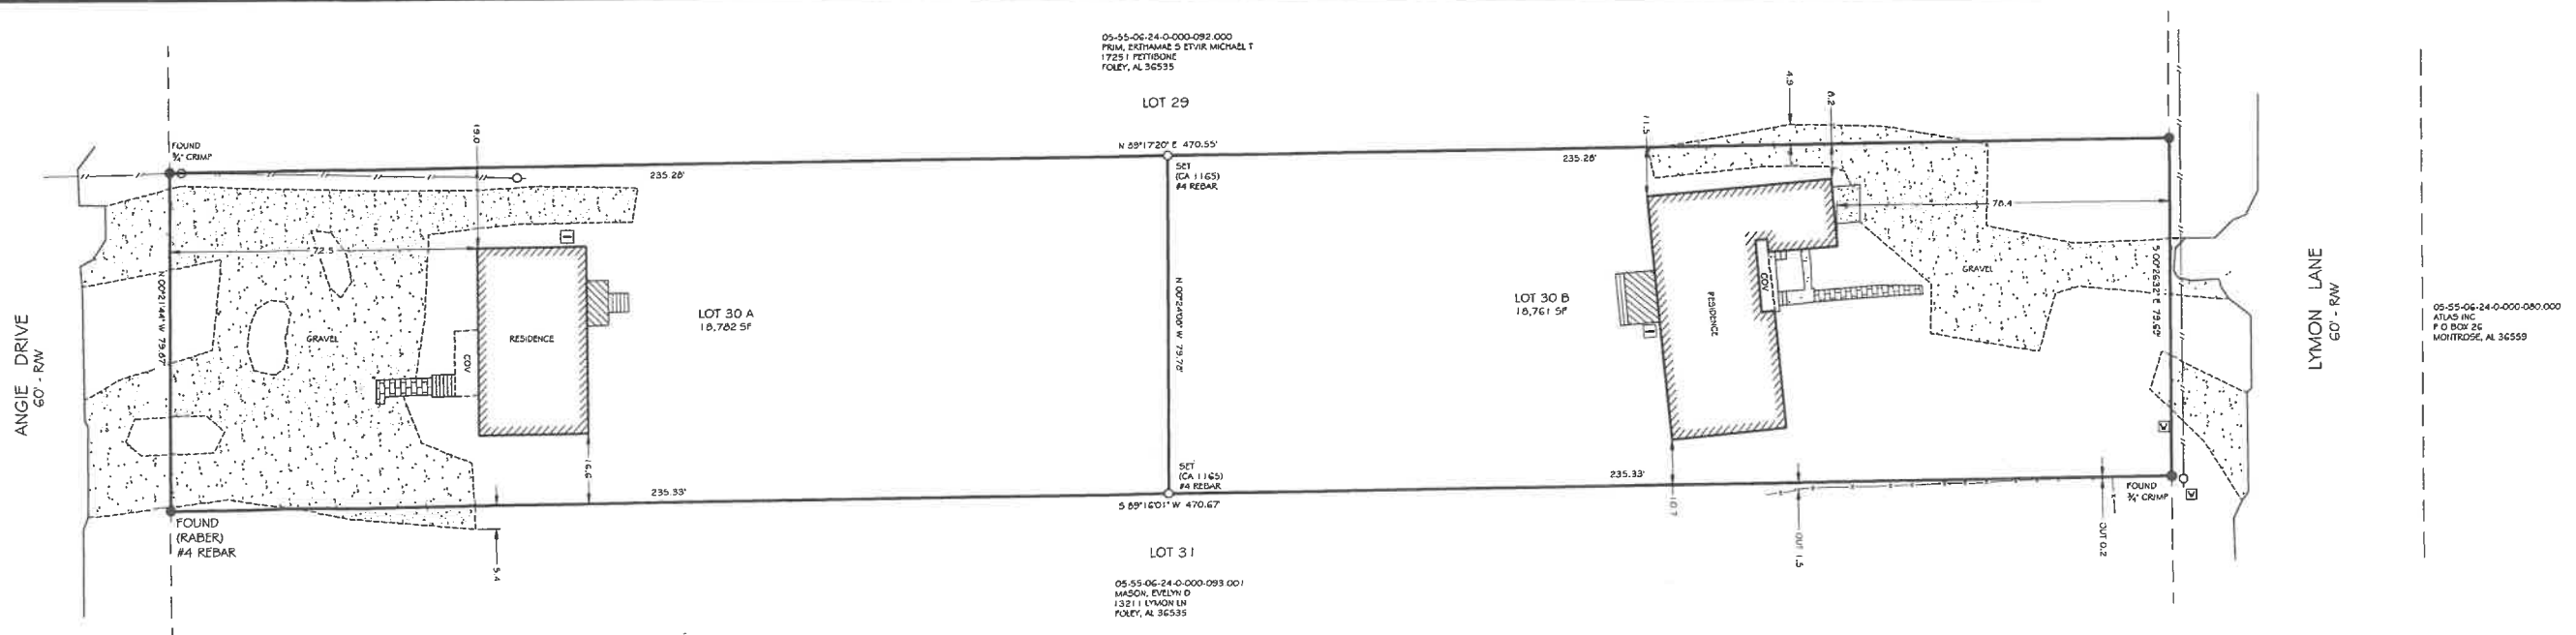 05-55-06-24-0-000-092.000
PRIM, ERTHAMAE S ETVIR MICHAEL T
17251 PETTIBONE
FOLEY, AL 36535
LOT 29
4.9
8.2
11.5
19.0
FOUND
¾" CRIMP
N 89°17'20" E 470.55'
235.28'
235.28'
SET
(CA 1165)
#4 REBAR
78.4
72.5
GRAVEL
N 00°21'44" W 79.67'
N 00°24'08" W 79.78'
S 00°26'32" E 79.69'
ANGIE DRIVE
60' - R/W
GRAVEL
COV
RESIDENCE
LOT 30 A
18,782 SF
LOT 30 B
18,761 SF
RESIDENCE
COV
LYMON LANE
60' - R/W
05-55-06-24-0-000-080.000
ATLAS INC
P O BOX 26
MONTROSE, AL 36559
16.6
235.33'
SET
(CA 1165)
#4 REBAR
235.33'
FOUND
¾" CRIMP
S 89°16'01" W 470.67'
10.7
FOUND
(RABER)
#4 REBAR
5.4
OUT 1.5
OUT 0.2
LOT 31
05-55-06-24-0-000-093.001
MASON, EVELYN D
13211 LYMON LN
FOLEY, AL 36535